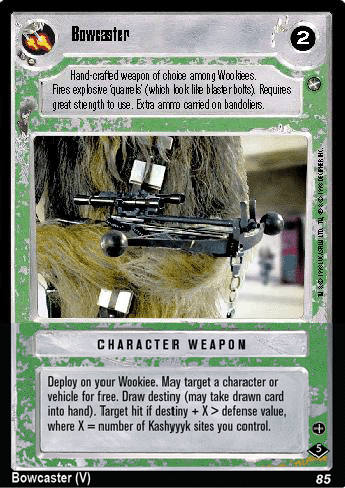 Bowcaster
2
Hand-crafted weapon of choice among Wookiees.
Fires explosive 'quarrels' (which look like blaster bolts). Requires
great strength to use. Extra ammo carried on bandoliers.
CHARACTER WEAPON
Deploy on your Wookiee. May target a character
or vehicle for free. Draw destiny (may take drawn card
into hand). Target hit if destiny + X > defense value,
where X = number of Kashyyyk sites you control.
5
Bowcaster (V)
85